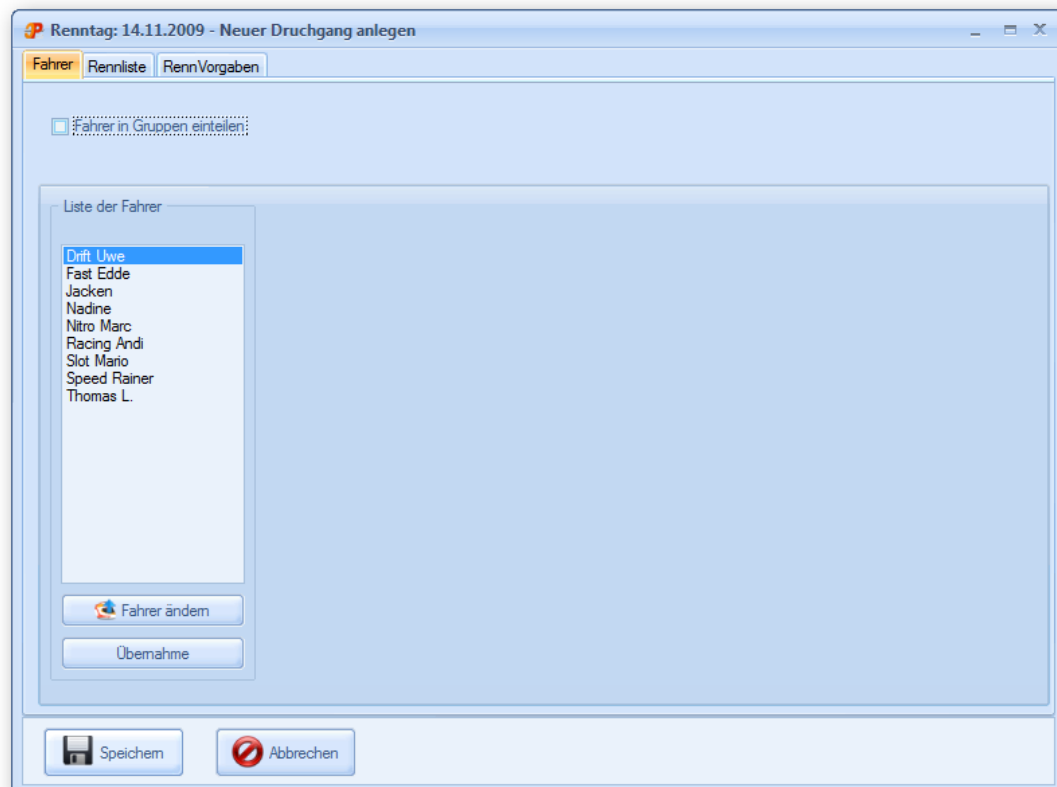 Renntag: 14.11.2009 - Neuer Druchgang anlegen
Fahrer Rennliste RennVorgaben
Fahrer in Gruppen einteilen
Liste der Fahrer
Drift Uwe
Fast Edde
Jacken
Nadine
Nitro Marc
Racing Andi
Slot Mario
Speed Rainer
Thomas L.
Fahrer ändern
Übernahme
Speichern Abbrechen